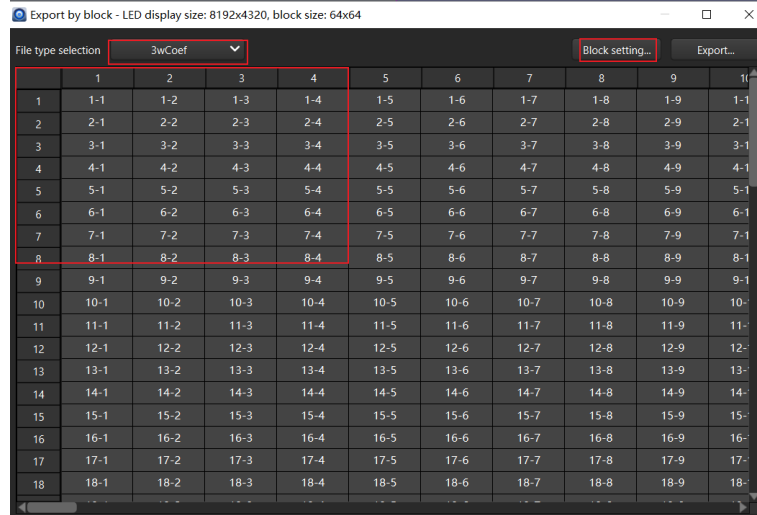 Export by block - LED display size: 8192x4320, block size: 64x64
File type selection 3wCoef Block setting... Export...
1 2 3 4 5 6 7 8 9
1 1-1 1-2 1-3 1-4 1-5 1-6 1-7 1-8 1-9
2 2-1 2-2 2-3 2-4 2-5 2-6 2-7 2-8 2-9
3 3-1 3-2 3-3 3-4 3-5 3-6 3-7 3-8 3-9
4 4-1 4-2 4-3 4-4 4-5 4-6 4-7 4-8 4-9
5 5-1 5-2 5-3 5-4 5-5 5-6 5-7 5-8 5-9
6 6-1 6-2 6-3 6-4 6-5 6-6 6-7 6-8 6-9
7 7-1 7-2 7-3 7-4 7-5 7-6 7-7 7-8 7-9
8 8-1 8-2 8-3 8-4 8-5 8-6 8-7 8-8 8-9
9 9-1 9-2 9-3 9-4 9-5 9-6 9-7 9-8 9-9
10 10-1 10-2 10-3 10-4 10-5 10-6 10-7 10-8 10-9
11 11-1 11-2 11-3 11-4 11-5 11-6 11-7 11-8 11-9
12 12-1 12-2 12-3 12-4 12-5 12-6 12-7 12-8 12-9
13 13-1 13-2 13-3 13-4 13-5 13-6 13-7 13-8 13-9
14 14-1 14-2 14-3 14-4 14-5 14-6 14-7 14-8 14-9
15 15-1 15-2 15-3 15-4 15-5 15-6 15-7 15-8 15-9
16 16-1 16-2 16-3 16-4 16-5 16-6 16-7 16-8 16-9
17 17-1 17-2 17-3 17-4 17-5 17-6 17-7 17-8 17-9
18 18-1 18-2 18-3 18-4 18-5 18-6 18-7 18-8 18-9